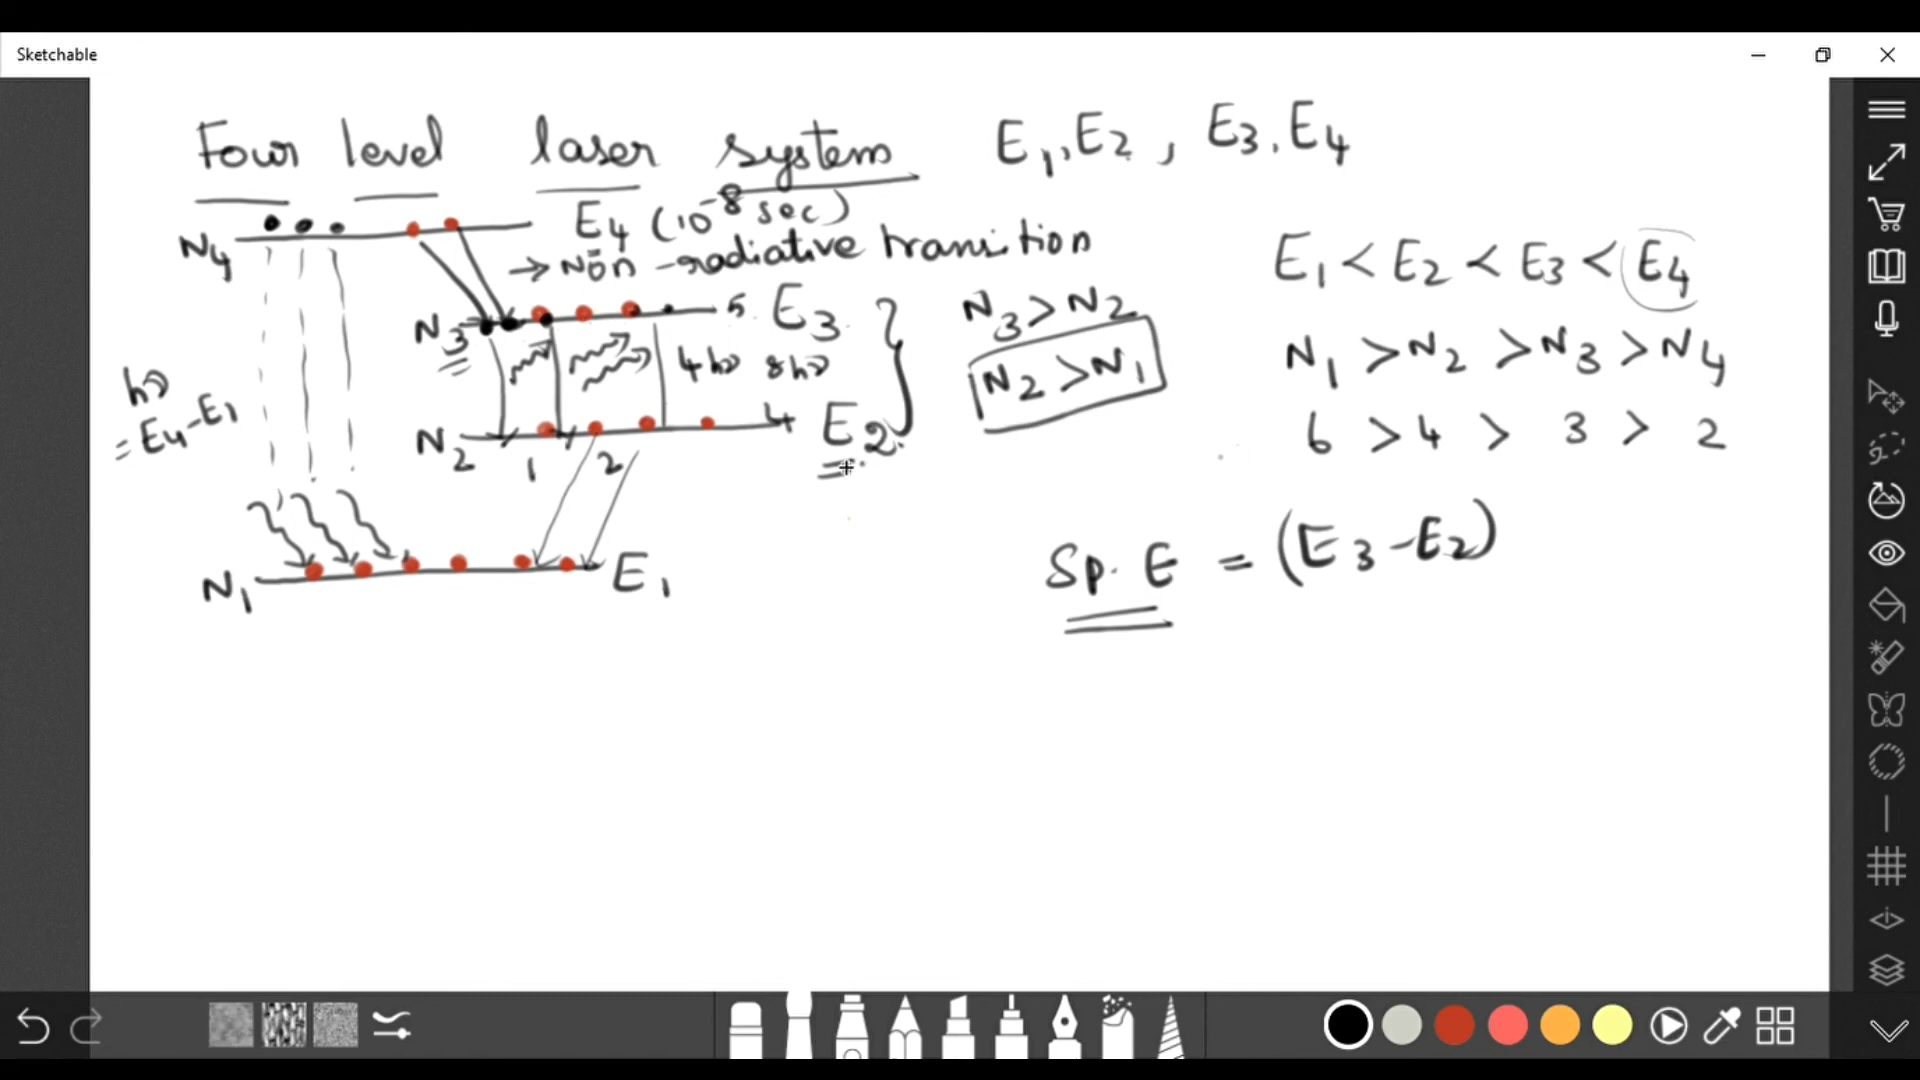 Sketchable
Four level laser system E1, E2, E3, E4
N4 E4 (10^-8 sec)
→ Non-radiative transition
E1 < E2 < E3 < E4
N3 5 E3
N3 > N2
N1 > N2 > N3 > N4
4hν 8hν
N2 > N1
hν
= E4-E1
N2 4 E2
6 > 4 > 3 > 2
1 2
Sp. E = (E3-E2)
N1 E1